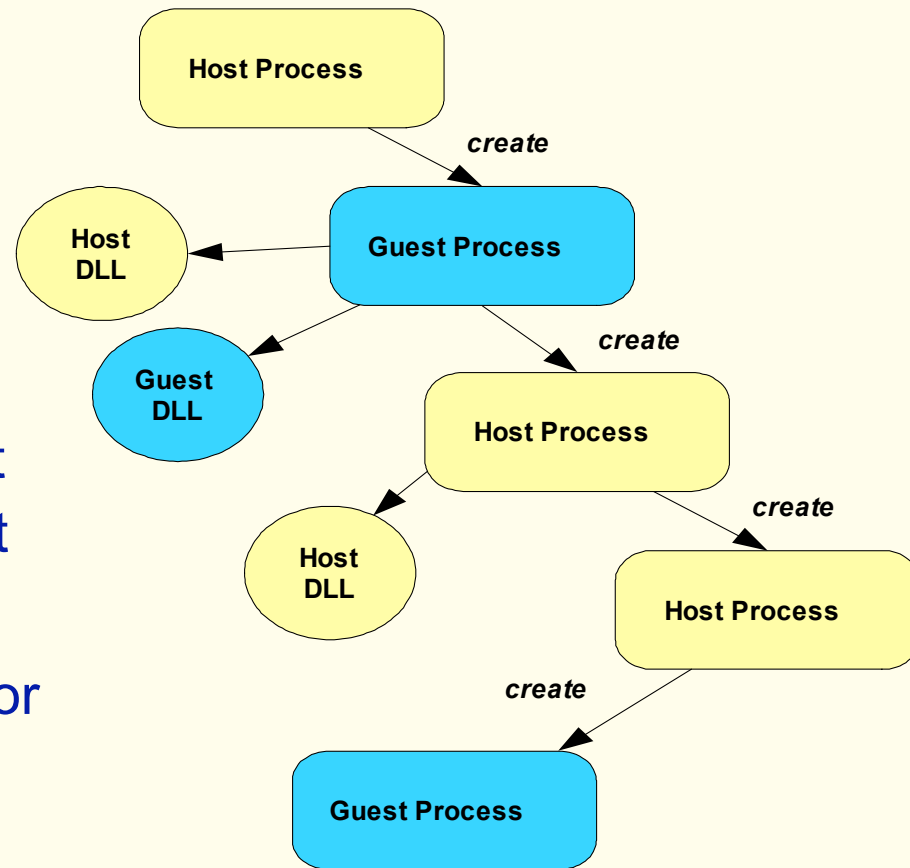 Host Process
create
Guest Process
Host
DLL
create
Guest
DLL
Host Process
create
Host
DLL
Host Process
create
or
Guest Process